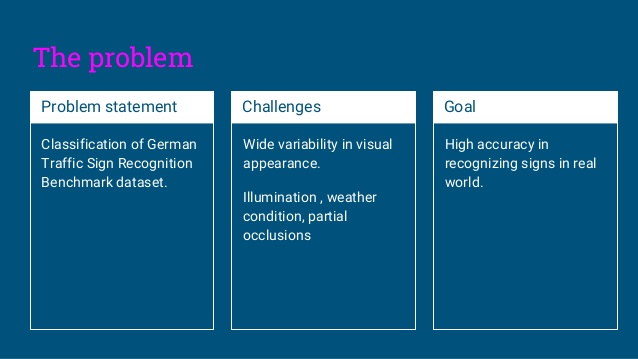 The problem
Problem statement
Classification of German
Traffic Sign Recognition
Benchmark dataset.
Challenges
Wide variability in visual
appearance.
Illumination , weather
condition, partial
occlusions
Goal
High accuracy in
recognizing signs in real
world.